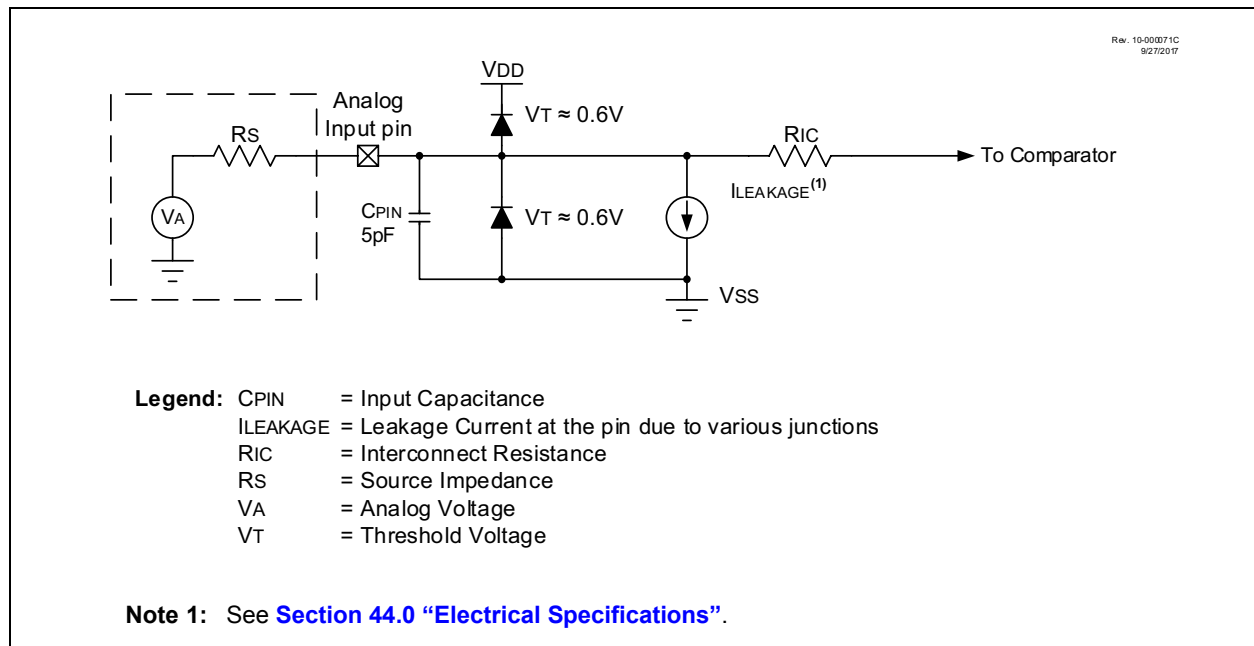 Rev. 10-000071C
9/27/2017
VDD
Analog
Input pin
VT ≈ 0.6V
RS
RIC
To Comparator
ILEAKAGE(1)
VA
CPIN
5pF
VT ≈ 0.6V
VSS
Legend: CPIN = Input Capacitance
ILEAKAGE = Leakage Current at the pin due to various junctions
RIC = Interconnect Resistance
RS = Source Impedance
VA = Analog Voltage
VT = Threshold Voltage
Note 1: See Section 44.0 “Electrical Specifications”.